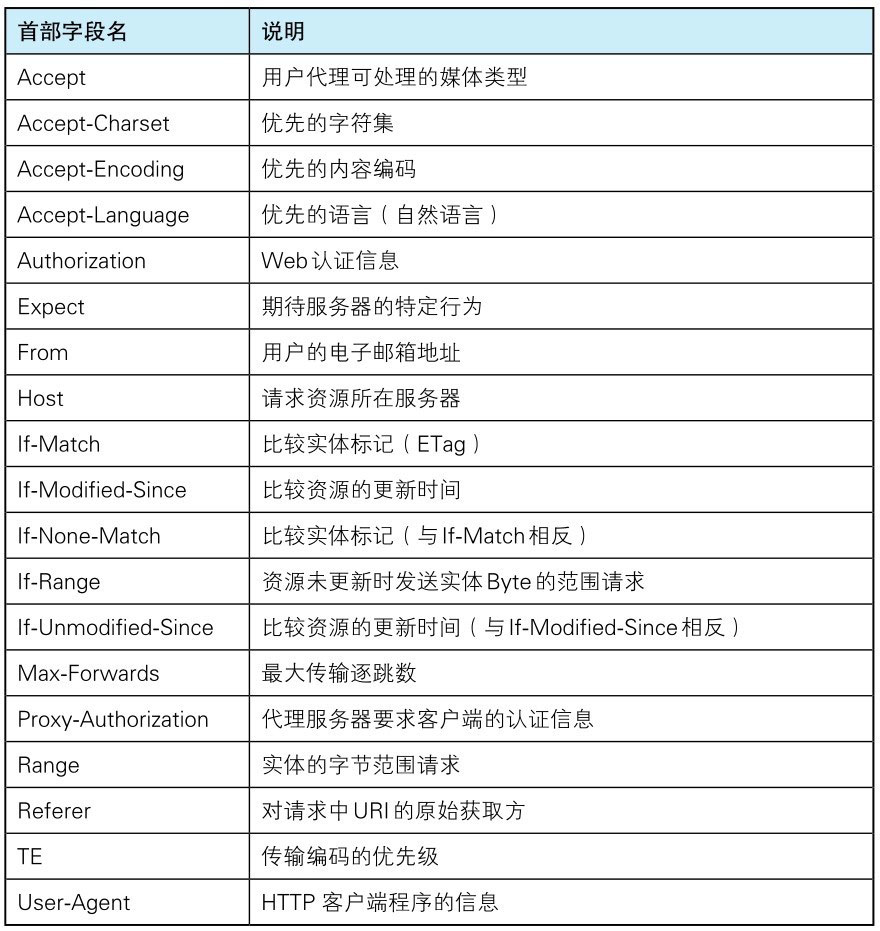 首部字段名 说明
Accept 用户代理可处理的媒体类型
Accept-Charset 优先的字符集
Accept-Encoding 优先的内容编码
Accept-Language 优先的语言（自然语言）
Authorization Web认证信息
Expect 期待服务器的特定行为
From 用户的电子邮箱地址
Host 请求资源所在服务器
If-Match 比较实体标记（ETag）
If-Modified-Since 比较资源的更新时间
If-None-Match 比较实体标记（与If-Match相反）
If-Range 资源未更新时发送实体Byte的范围请求
If-Unmodified-Since 比较资源的更新时间（与If-Modified-Since相反）
Max-Forwards 最大传输逐跳数
Proxy-Authorization 代理服务器要求客户端的认证信息
Range 实体的字节范围请求
Referer 对请求中URI的原始获取方
TE 传输编码的优先级
User-Agent HTTP 客户端程序的信息